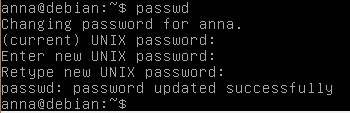 anna@debian:~$ passwd
Changing password for anna.
(current) UNIX password:
Enter new UNIX password:
Retype new UNIX password:
passwd: password updated successfully
anna@debian:~$